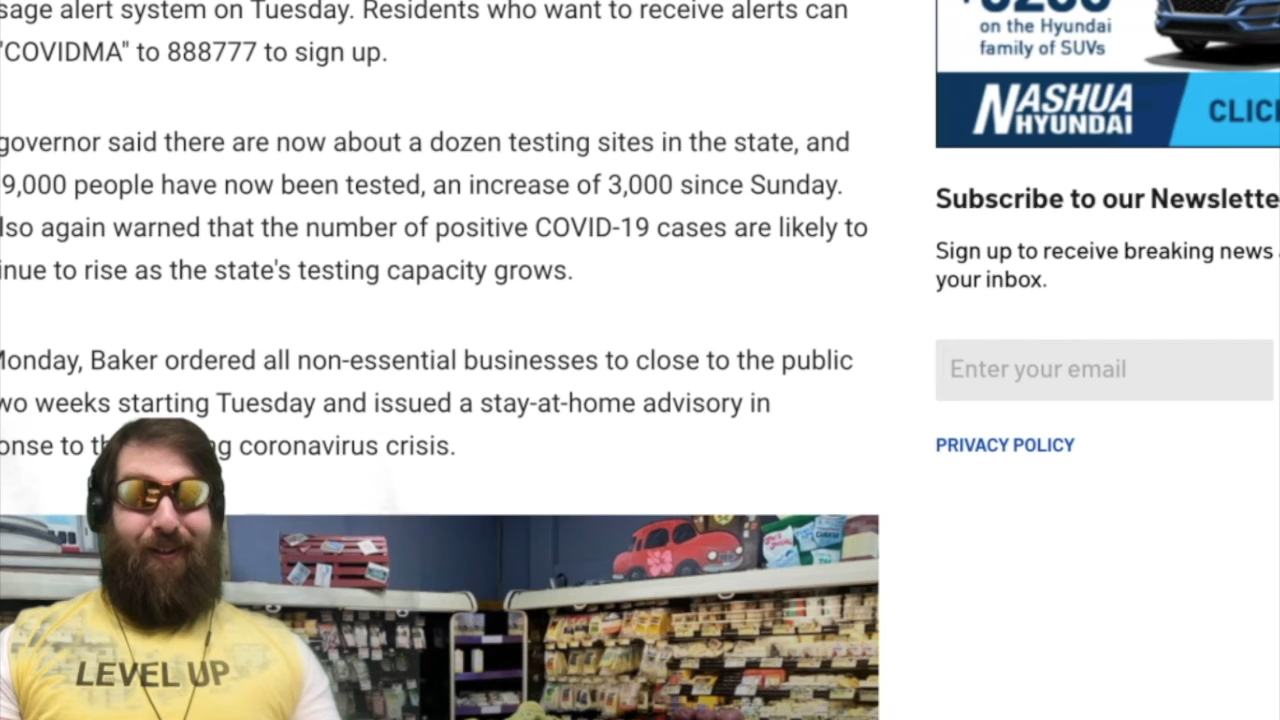 sage alert system on Tuesday. Residents who want to receive alerts can
"COVIDMA" to 888777 to sign up.
governor said there are now about a dozen testing sites in the state, and
9,000 people have now been tested, an increase of 3,000 since Sunday.
lso again warned that the number of positive COVID-19 cases are likely to
inue to rise as the state's testing capacity grows.
Monday, Baker ordered all non-essential businesses to close to the public
wo weeks starting Tuesday and issued a stay-at-home advisory in
onse to th g coronavirus crisis.
LEVEL UP
on the Hyundai
family of SUVs
NASHUA
HYUNDAI
CLIC
Subscribe to our Newslette
Sign up to receive breaking news
your inbox.
Enter your email
PRIVACY POLICY